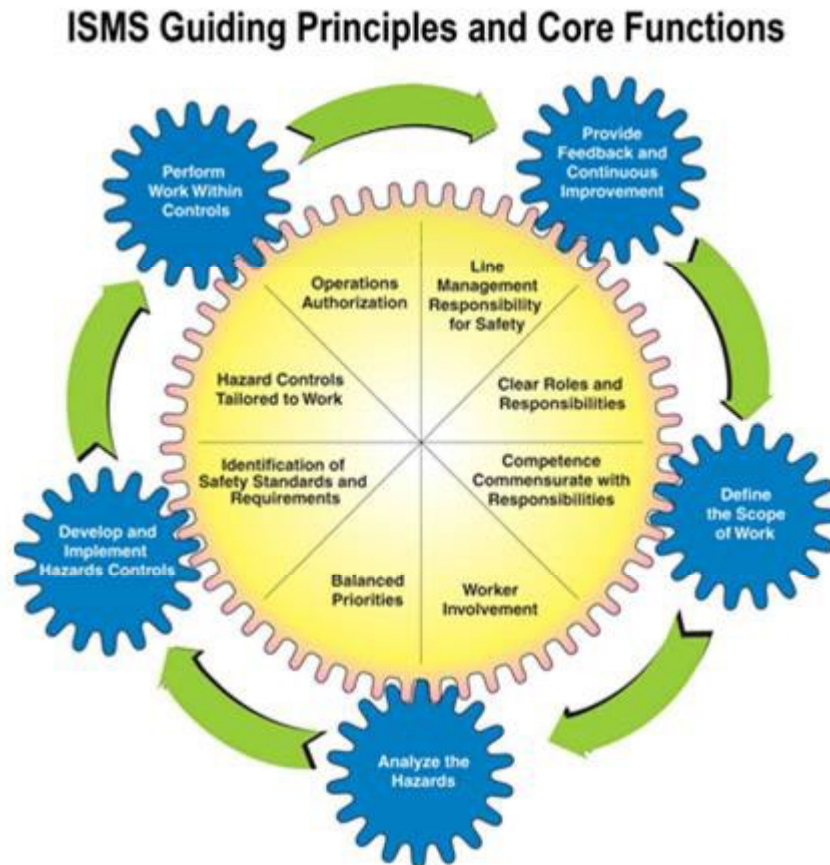 ISMS Guiding Principles and Core Functions
Perform
Work Within
Controls
Provide
Feedback and
Continuous
Improvement
Operations
Authorization
Line
Management
Responsibility
for Safety
Hazard Controls
Tailored to Work
Clear Roles and
Responsibilities
Identification of
Safety Standards and
Requirements
Competence
Commensurate with
Responsibilities
Define
the Scope
of Work
Develop and
Implement
Hazards Controls
Balanced
Priorities
Worker
Involvement
Analyze the
Hazards